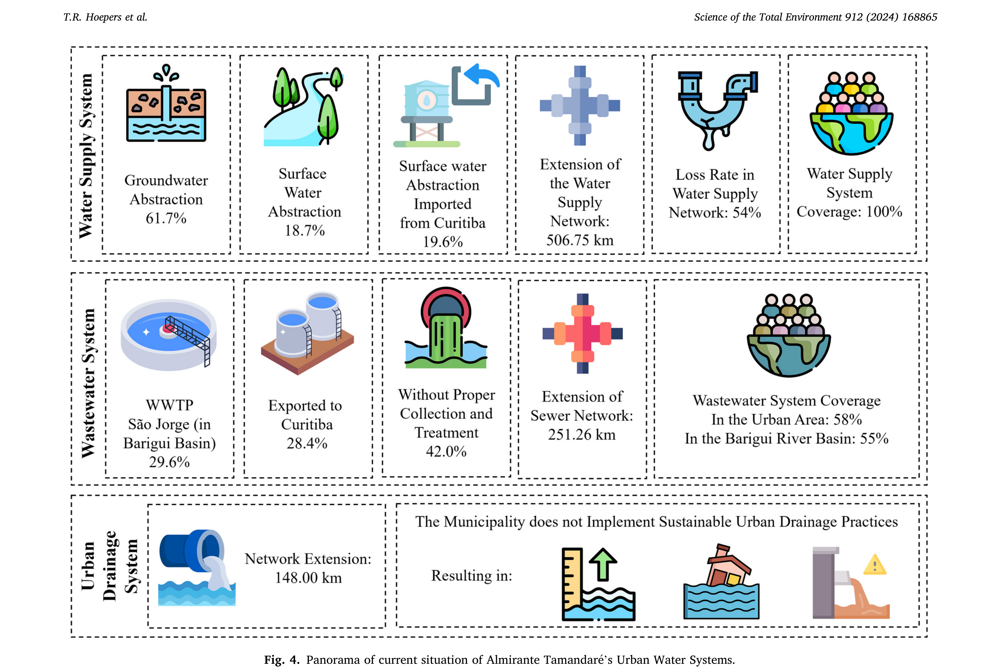 T.R. Hoepers et al.
Science of the Total Environment 912 (2024) 168865
Water Supply System
Groundwater
Abstraction
61.7%
Surface
Water
Abstraction
18.7%
Surface water
Abstraction
Imported
from Curitiba
19.6%
Extension of
the Water
Supply
Network:
506.75 km
Loss Rate in
Water Supply
Network: 54%
Water Supply
System
Coverage: 100%
Wastewater System
WWTP
São Jorge (in
Barigui Basin)
29.6%
Exported to
Curitiba
28.4%
Without Proper
Collection and
Treatment
42.0%
Extension of
Sewer Network:
251.26 km
Wastewater System Coverage
In the Urban Area: 58%
In the Barigui River Basin: 55%
Urban
Drainage
System
Network Extension:
148.00 km
The Municipality does not Implement Sustainable Urban Drainage Practices
Resulting in:
Fig. 4. Panorama of current situation of Almirante Tamandaré’s Urban Water Systems.